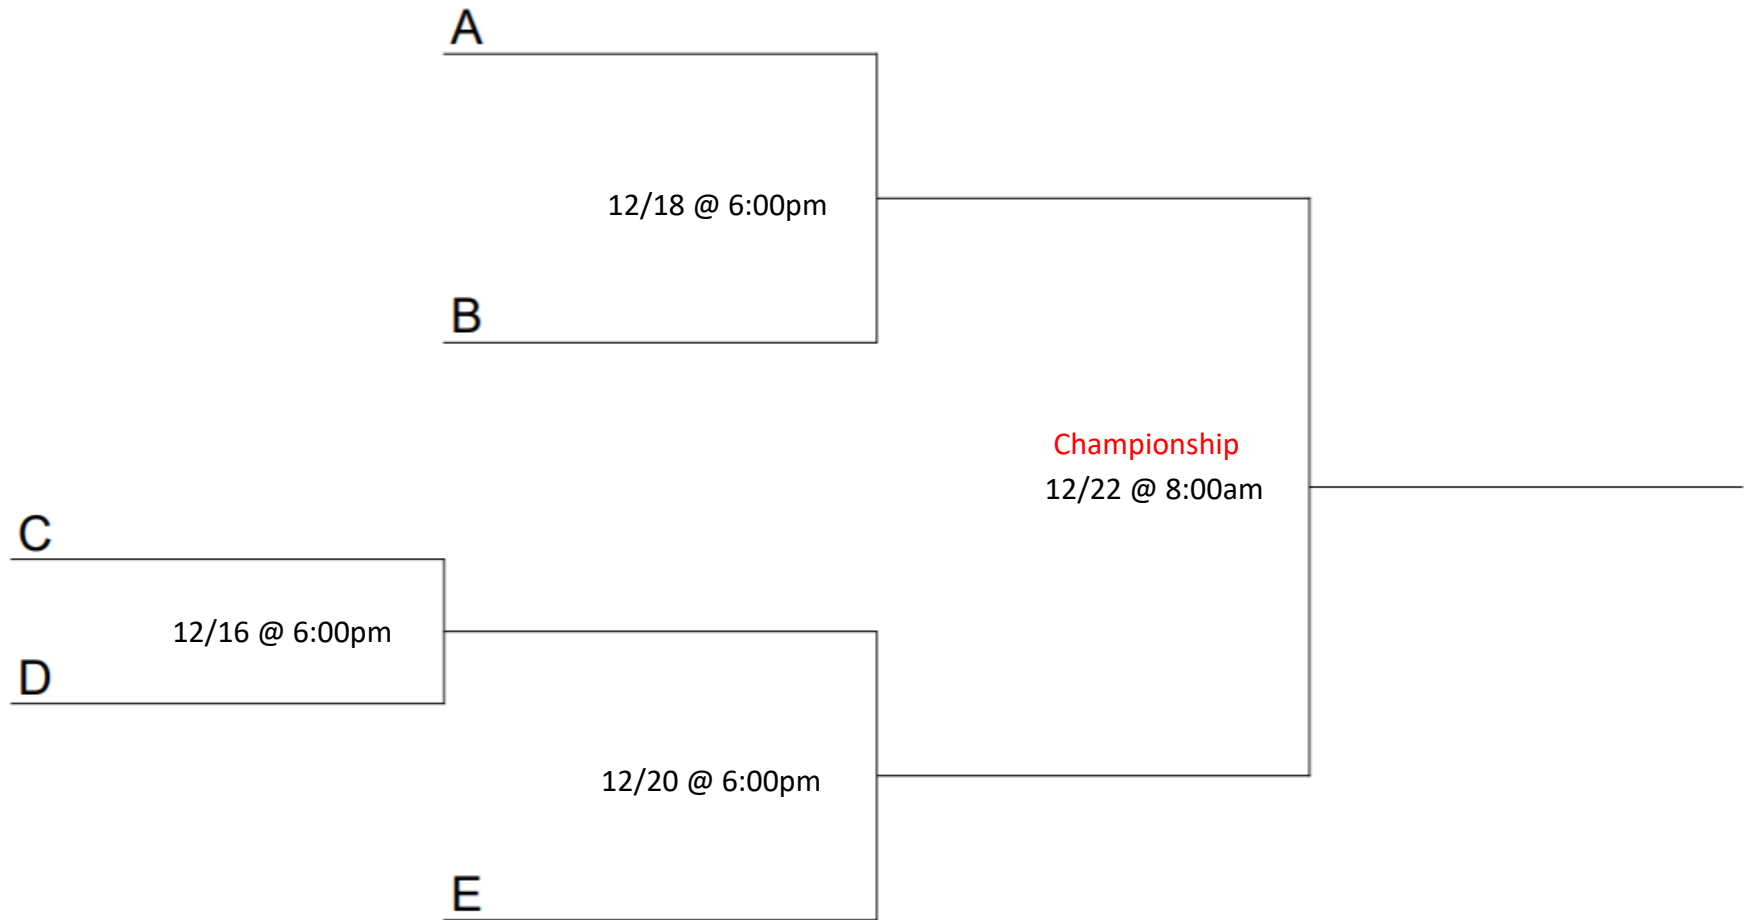 A
12/18 @ 6:00pm
B
Championship
12/22 @ 8:00am
C
12/16 @ 6:00pm
D
12/20 @ 6:00pm
E